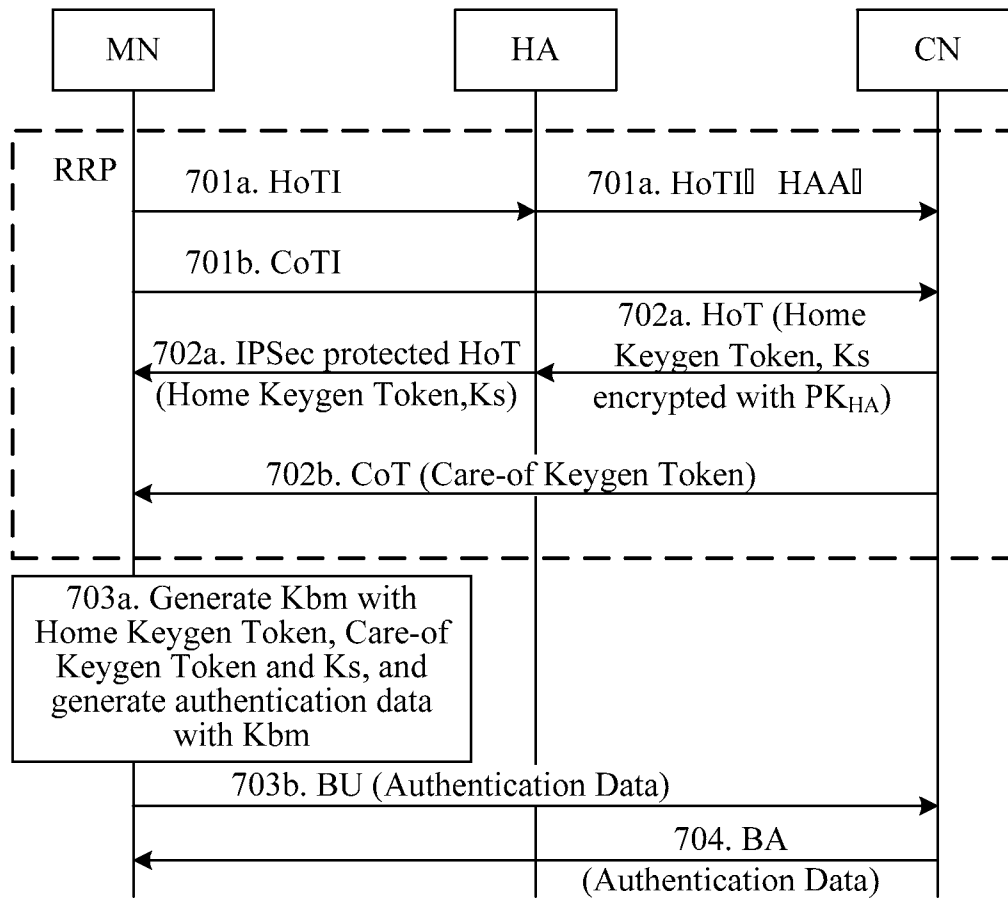 MN
HA
CN
RRP
701a. HoTI
701a. HoTI▯ HAA▯
701b. CoTI
702a. HoT (Home
Keygen Token, Ks
encrypted with PKHA)
702a. IPSec protected HoT
(Home Keygen Token,Ks)
702b. CoT (Care-of Keygen Token)
703a. Generate Kbm with
Home Keygen Token, Care-of
Keygen Token and Ks, and
generate authentication data
with Kbm
703b. BU (Authentication Data)
704. BA
(Authentication Data)